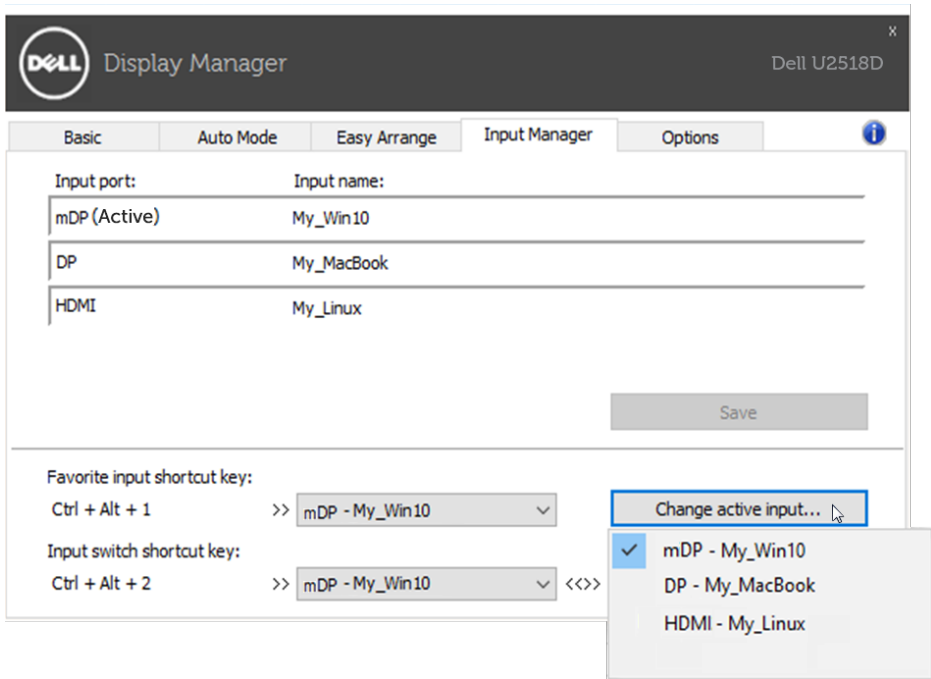 DELL Display Manager
x
Dell U2518D
Basic Auto Mode Easy Arrange Input Manager Options i
Input port: Input name:
mDP (Active) My_Win10
DP My_MacBook
HDMI My_Linux
Save
Favorite input shortcut key:
Ctrl + Alt + 1 >> mDP - My_Win10 Change active input...
Input switch shortcut key:
Ctrl + Alt + 2 >> mDP - My_Win10 <<>>
mDP - My_Win10
DP - My_MacBook
HDMI - My_Linux